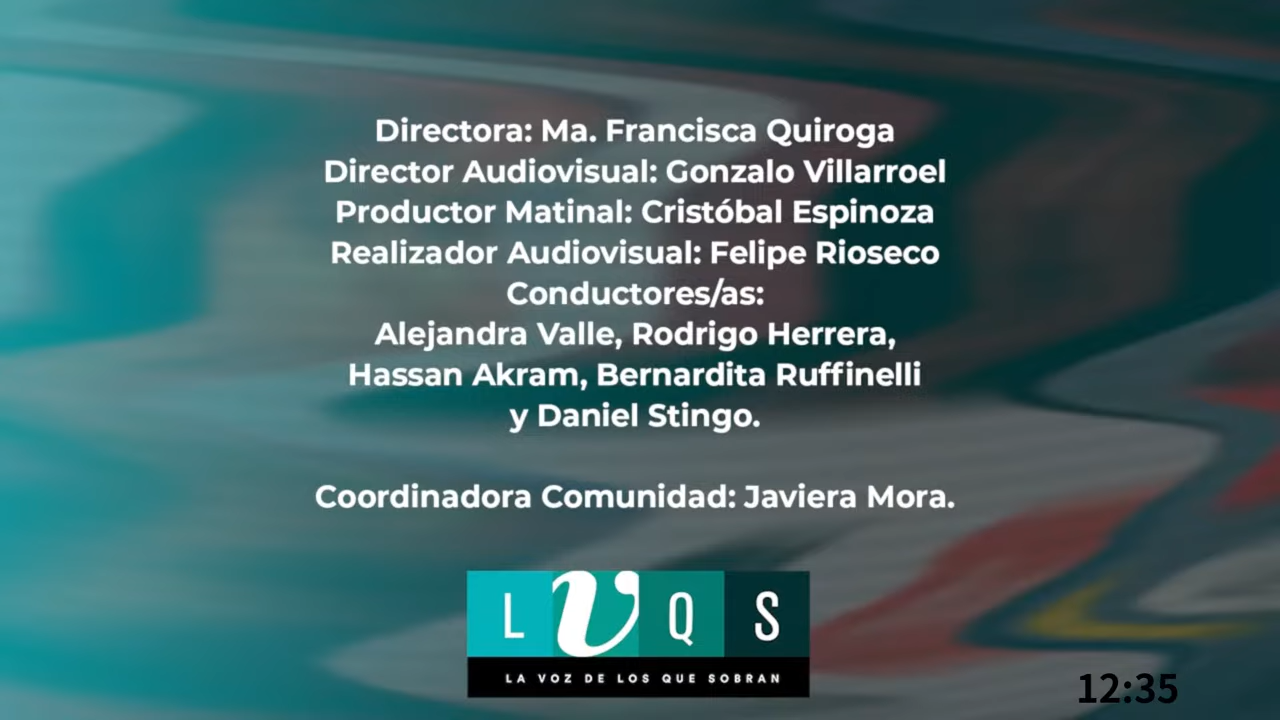 Directora: Ma. Francisca Quiroga
Director Audiovisual: Gonzalo Villarroel
Productor Matinal: Cristóbal Espinoza
Realizador Audiovisual: Felipe Rioseco
Conductores/as:
Alejandra Valle, Rodrigo Herrera,
Hassan Akram, Bernardita Ruffinelli
y Daniel Stingo.
Coordinadora Comunidad: Javiera Mora.
L V Q S
LA VOZ DE LOS QUE SOBRAN
12:35